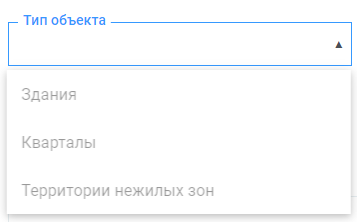 Тип объекта
Здания
Кварталы
Территории нежилых зон